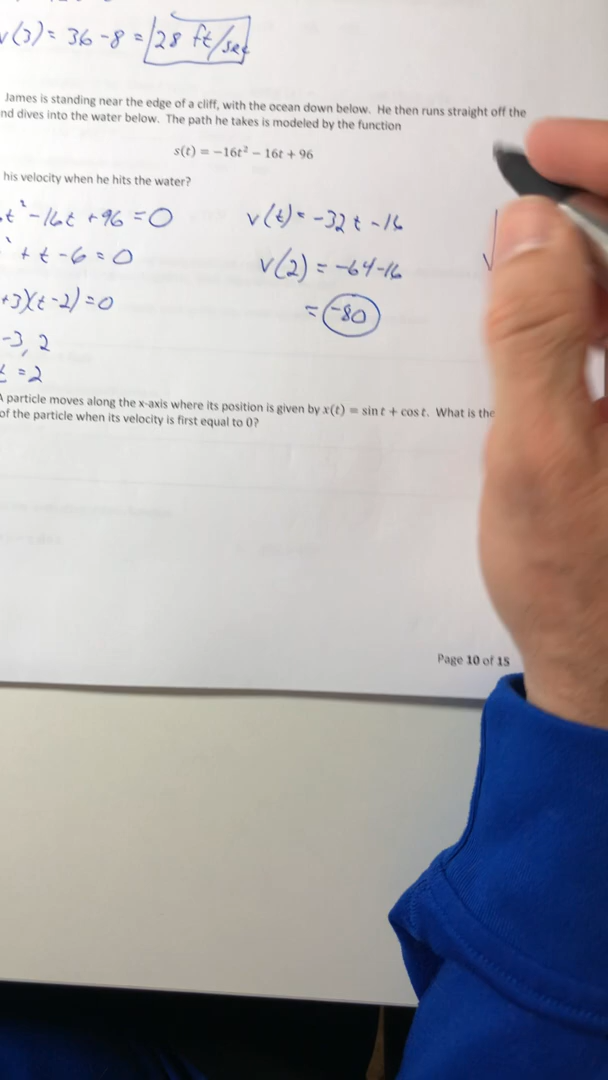 v(3) = 36 - 8 = 28 ft/sec
James is standing near the edge of a cliff, with the ocean down below. He then runs straight off the
nd dives into the water below. The path he takes is modeled by the function
s(t) = −16t² − 16t + 96
his velocity when he hits the water?
t² - 16t + 96 = 0
v(t) = -32t - 16
+ t - 6 = 0
v(2) = -64 - 16
+3)(t - 2) = 0
= -80
-3, 2
t = 2
A particle moves along the x-axis where its position is given by x(t) = sin t + cos t. What is the
of the particle when its velocity is first equal to 0?
Page 10 of 15